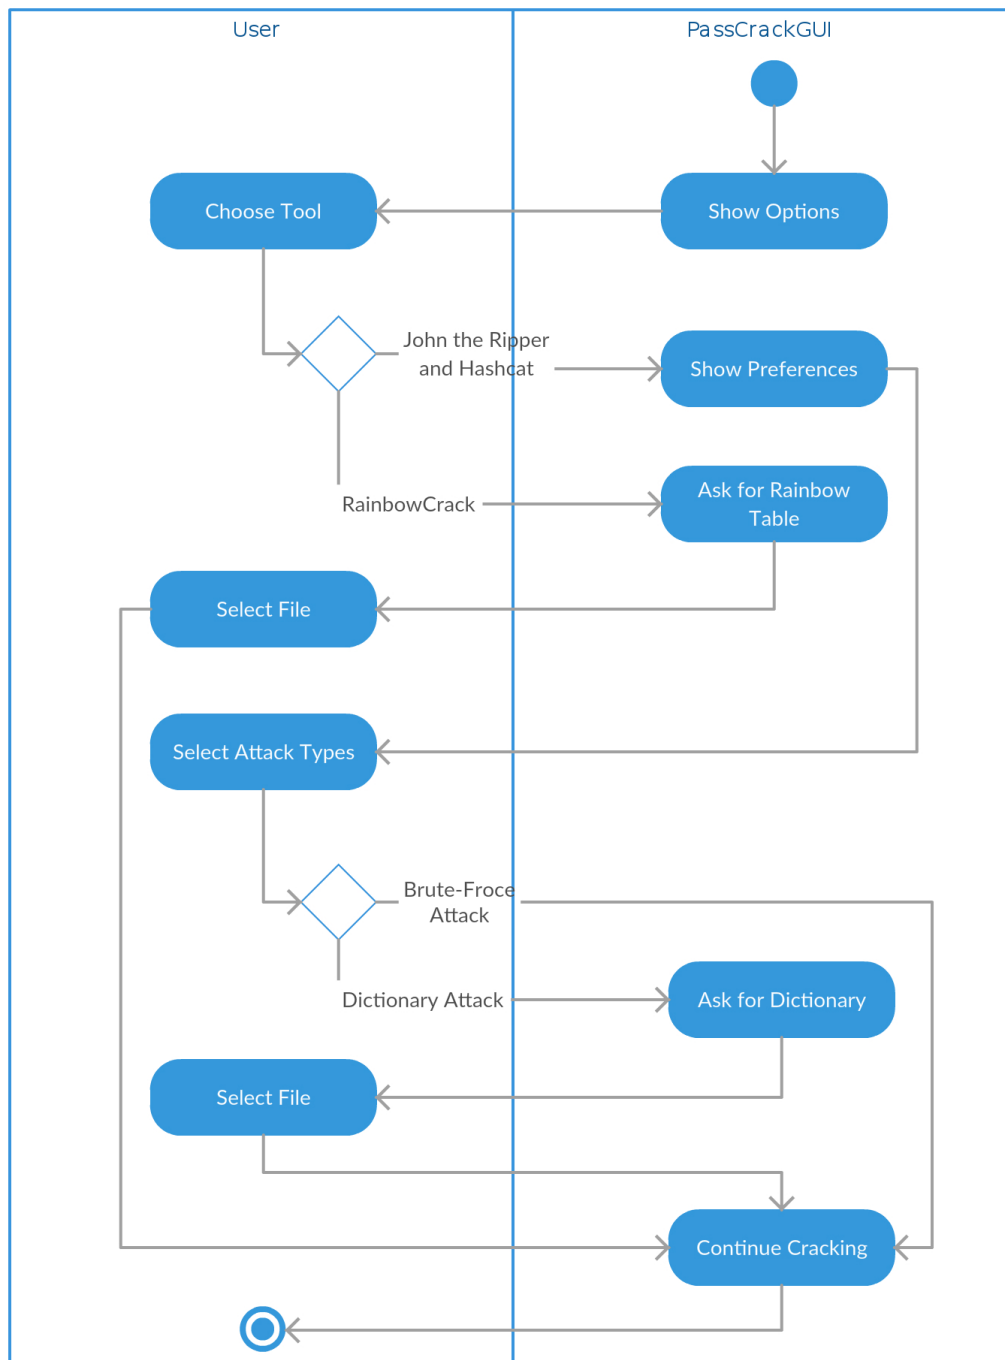 User
PassCrackGUI
Choose Tool
Show Options
John the Ripper
and Hashcat
Show Preferences
RainbowCrack
Ask for Rainbow
Table
Select File
Select Attack Types
Brute-Froce
Attack
Dictionary Attack
Ask for Dictionary
Select File
Continue Cracking